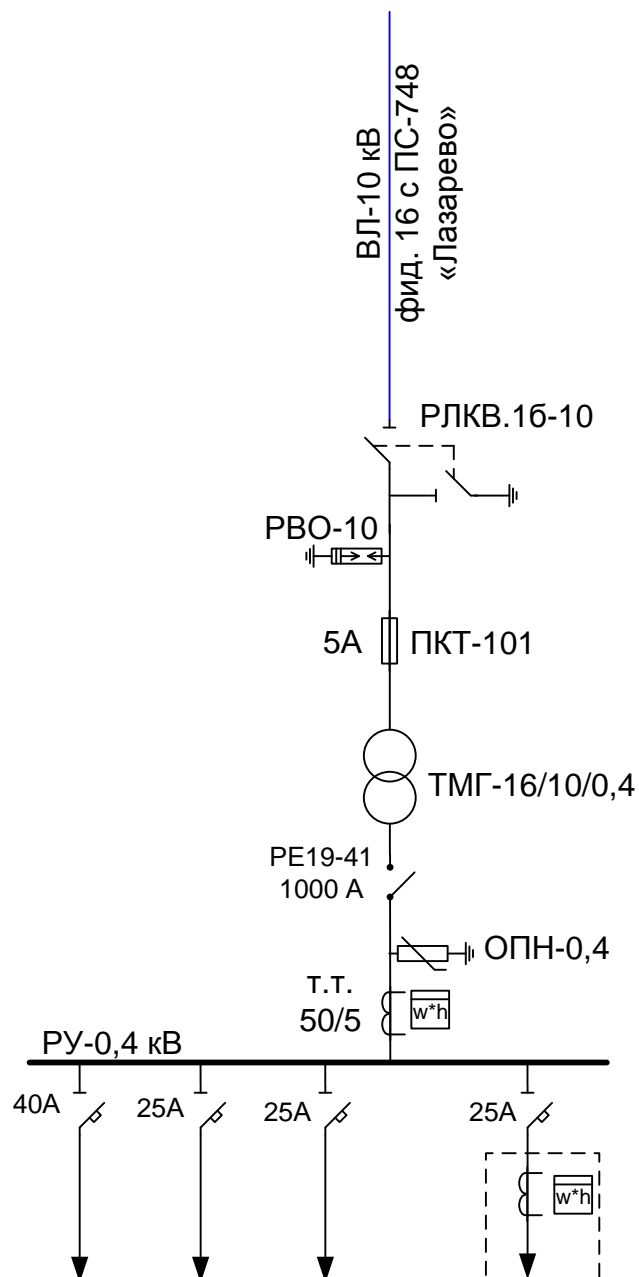 ВЛ-10 кВ
фид. 16 с ПС-748
«Лазарево»
РЛКВ.1б-10
РВО-10
5А
ПКТ-101
ТМГ-16/10/0,4
РЕ19-41
1000 А
ОПН-0,4
т.т.
50/5
w*h
РУ-0,4 кВ
40А
25А
25А
25А
w*h